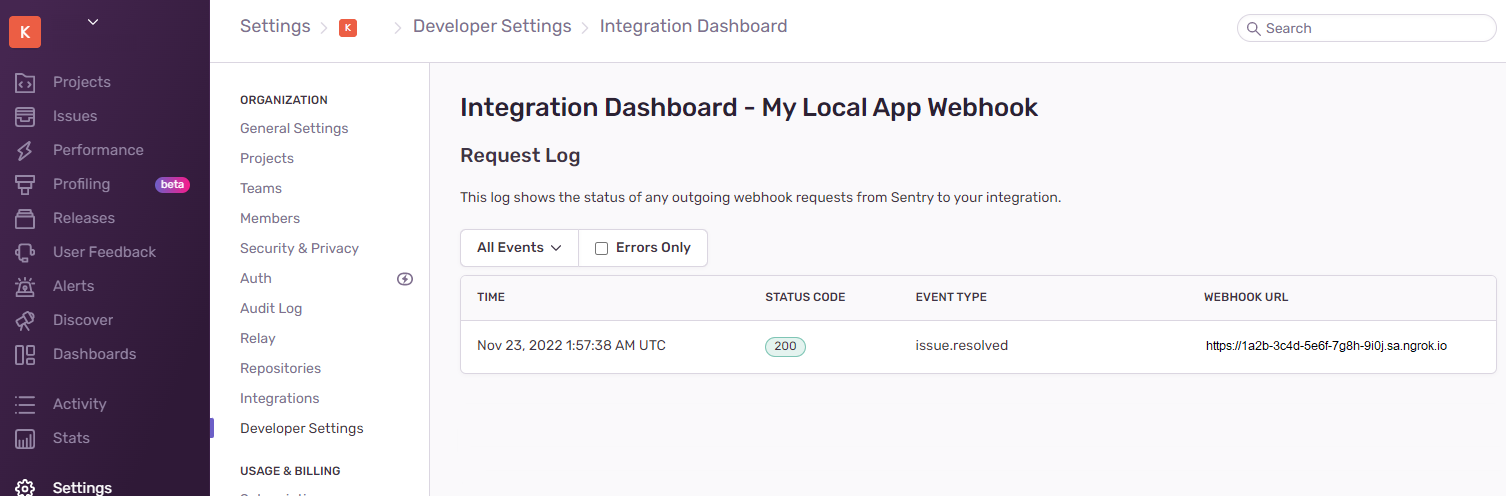 K
Projects
Issues
Performance
Profiling beta
Releases
User Feedback
Alerts
Discover
Dashboards
Activity
Stats
Settings
Settings K Developer Settings Integration Dashboard
Search
ORGANIZATION
General Settings
Projects
Teams
Members
Security & Privacy
Auth
Audit Log
Relay
Repositories
Integrations
Developer Settings
USAGE & BILLING
Integration Dashboard - My Local App Webhook
Request Log
This log shows the status of any outgoing webhook requests from Sentry to your integration.
All Events Errors Only
TIME STATUS CODE EVENT TYPE WEBHOOK URL
Nov 23, 2022 1:57:38 AM UTC 200 issue.resolved https://1a2b-3c4d-5e6f-7g8h-9i0j.sa.ngrok.io